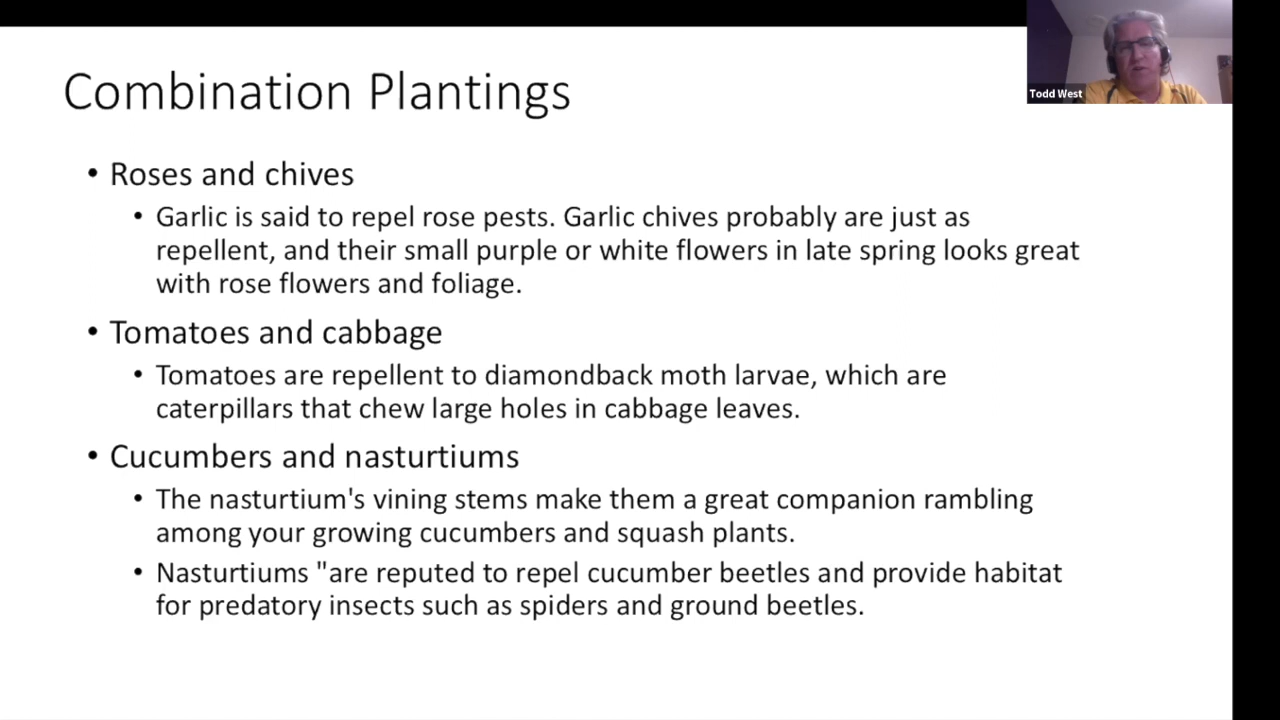 Combination Plantings
Todd West
• Roses and chives
• Garlic is said to repel rose pests. Garlic chives probably are just as
repellent, and their small purple or white flowers in late spring looks great
with rose flowers and foliage.
• Tomatoes and cabbage
• Tomatoes are repellent to diamondback moth larvae, which are
caterpillars that chew large holes in cabbage leaves.
• Cucumbers and nasturtiums
• The nasturtium's vining stems make them a great companion rambling
among your growing cucumbers and squash plants.
• Nasturtiums "are reputed to repel cucumber beetles and provide habitat
for predatory insects such as spiders and ground beetles.